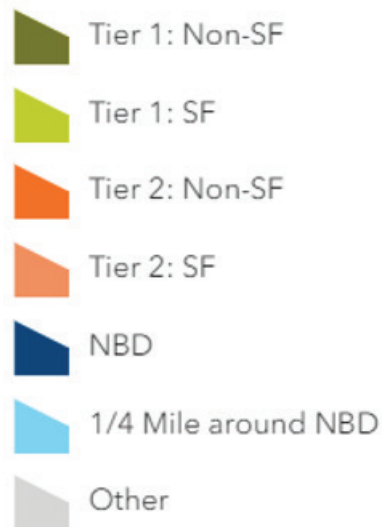 Tier 1: Non-SF
Tier 1: SF
Tier 2: Non-SF
Tier 2: SF
NBD
1/4 Mile around NBD
Other